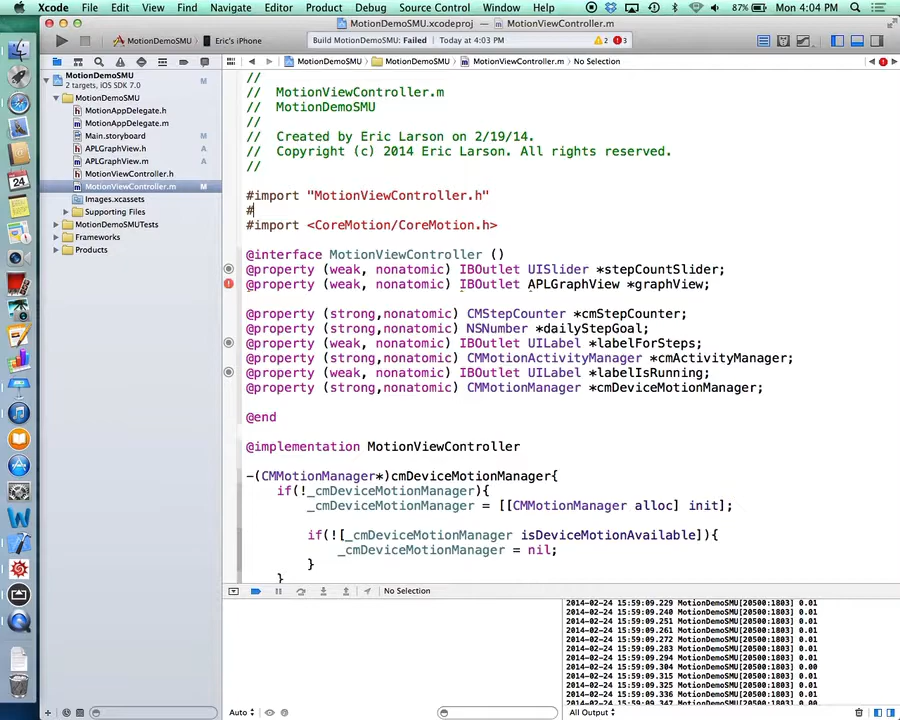 Xcode File Edit View Find Navigate Editor Product Debug Source Control Window Help 87% Mon 4:04 PM
MotionDemoSMU.xcodeproj — MotionViewController.m
MotionDemoSMU Eric's iPhone Build MotionDemoSMU: Failed Today at 4:03 PM 2 3
MotionDemoSMU MotionDemoSMU MotionViewController.m No Selection
MotionDemoSMU M
2 targets, iOS SDK 7.0
MotionDemoSMU
MotionAppDelegate.h
MotionAppDelegate.m
Main.storyboard M
APLGraphView.h A
APLGraphView.m A
MotionViewController.h
MotionViewController.m M
Images.xcassets
Supporting Files
MotionDemoSMUTests
Frameworks
Products
//
// MotionViewController.m
// MotionDemoSMU
//
// Created by Eric Larson on 2/19/14.
// Copyright (c) 2014 Eric Larson. All rights reserved.
//
#import "MotionViewController.h"
#
#import <CoreMotion/CoreMotion.h>
@interface MotionViewController ()
@property (weak, nonatomic) IBOutlet UISlider *stepCountSlider;
@property (weak, nonatomic) IBOutlet APLGraphView *graphView;
@property (strong,nonatomic) CMStepCounter *cmStepCounter;
@property (strong,nonatomic) NSNumber *dailyStepGoal;
@property (weak, nonatomic) IBOutlet UILabel *labelForSteps;
@property (strong,nonatomic) CMMotionActivityManager *cmActivityManager;
@property (weak, nonatomic) IBOutlet UILabel *labelIsRunning;
@property (strong,nonatomic) CMMotionManager *cmDeviceMotionManager;
@end
@implementation MotionViewController
-(CMMotionManager*)cmDeviceMotionManager{
if(!_cmDeviceMotionManager){
_cmDeviceMotionManager = [[CMMotionManager alloc] init];
if(![_cmDeviceMotionManager isDeviceMotionAvailable]){
_cmDeviceMotionManager = nil;
}
}
No Selection
2014-02-24 15:59:09.229 MotionDemoSMU[20500:1803] 0.01
2014-02-24 15:59:09.240 MotionDemoSMU[20500:1803] 0.01
2014-02-24 15:59:09.251 MotionDemoSMU[20500:1803] 0.01
2014-02-24 15:59:09.261 MotionDemoSMU[20500:1803] 0.01
2014-02-24 15:59:09.272 MotionDemoSMU[20500:1803] 0.01
2014-02-24 15:59:09.283 MotionDemoSMU[20500:1803] 0.01
2014-02-24 15:59:09.294 MotionDemoSMU[20500:1803] 0.01
2014-02-24 15:59:09.304 MotionDemoSMU[20500:1803] 0.00
2014-02-24 15:59:09.315 MotionDemoSMU[20500:1803] 0.01
2014-02-24 15:59:09.325 MotionDemoSMU[20500:1803] 0.01
2014-02-24 15:59:09.336 MotionDemoSMU[20500:1803] 0.01
2014-02-24 15:59:09.347 MotionDemoSMU[20500:1803] 0.00
Auto All Output